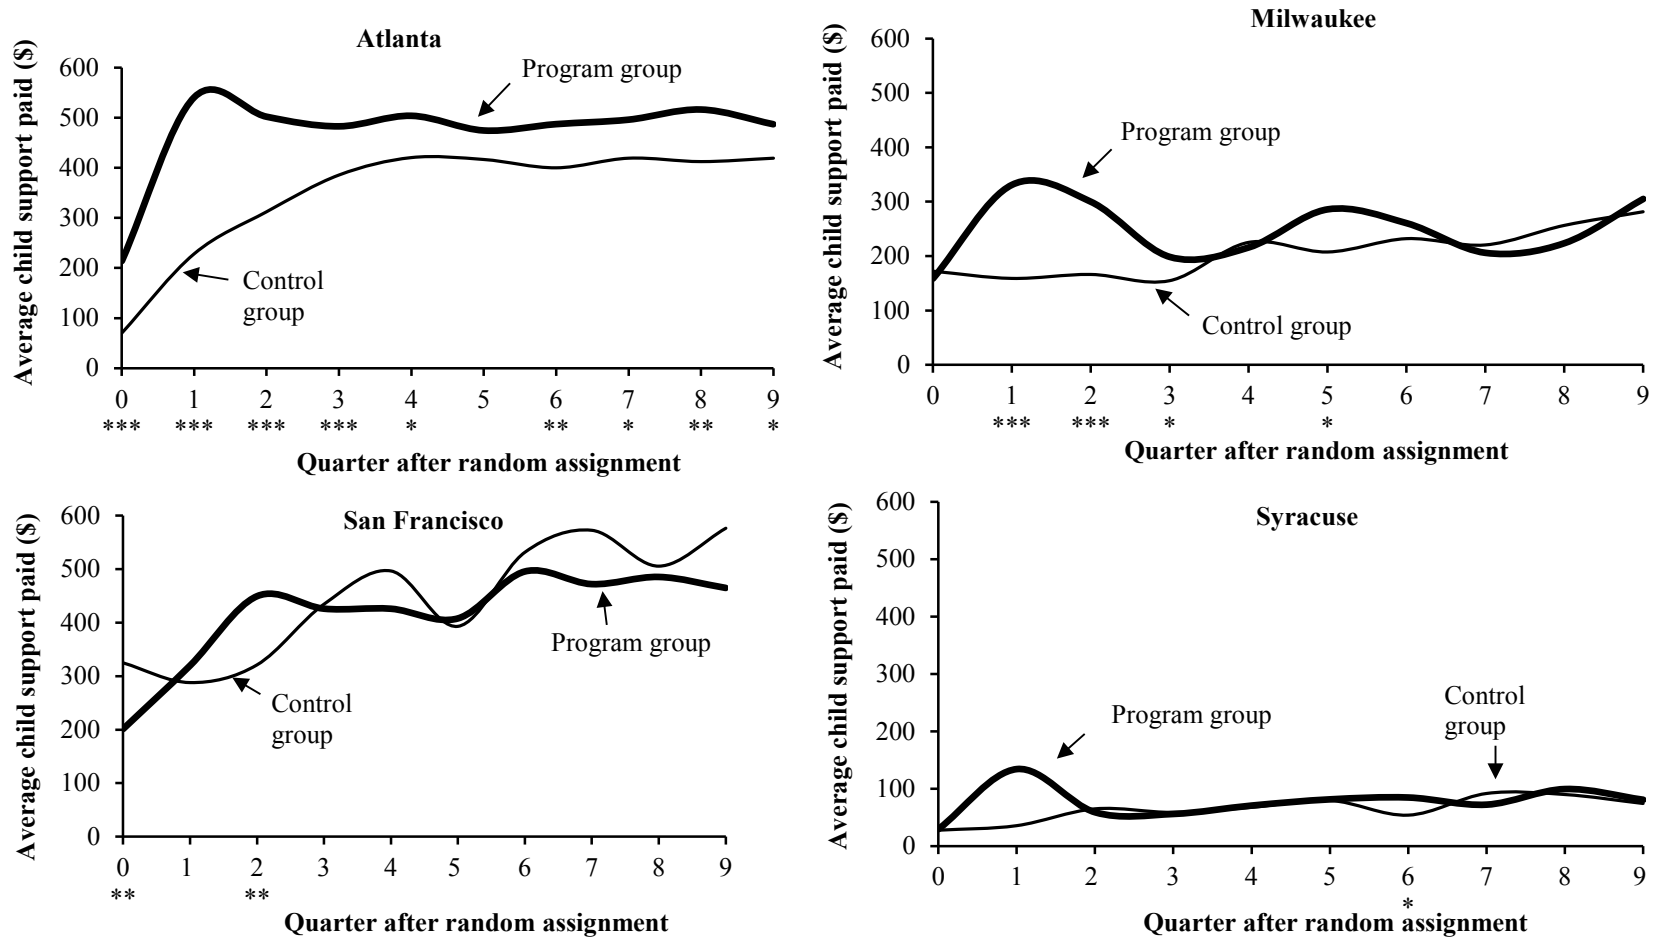 Atlanta
Average child support paid ($)
600
500
400
300
200
100
0
Program group
Control
group
0 1 2 3 4 5 6 7 8 9
*** *** *** *** * ** * ** *
Quarter after random assignment
Milwaukee
Average child support paid ($)
600
500
400
300
200
100
0
Program group
Control group
0 1 2 3 4 5 6 7 8 9
*** *** * *
Quarter after random assignment
San Francisco
Average child support paid ($)
600
500
400
300
200
100
0
Program group
Control
group
0 1 2 3 4 5 6 7 8 9
** **
Quarter after random assignment
Syracuse
Average child support paid ($)
600
500
400
300
200
100
0
Program group
Control
group
0 1 2 3 4 5 6 7 8 9
*
Quarter after random assignment